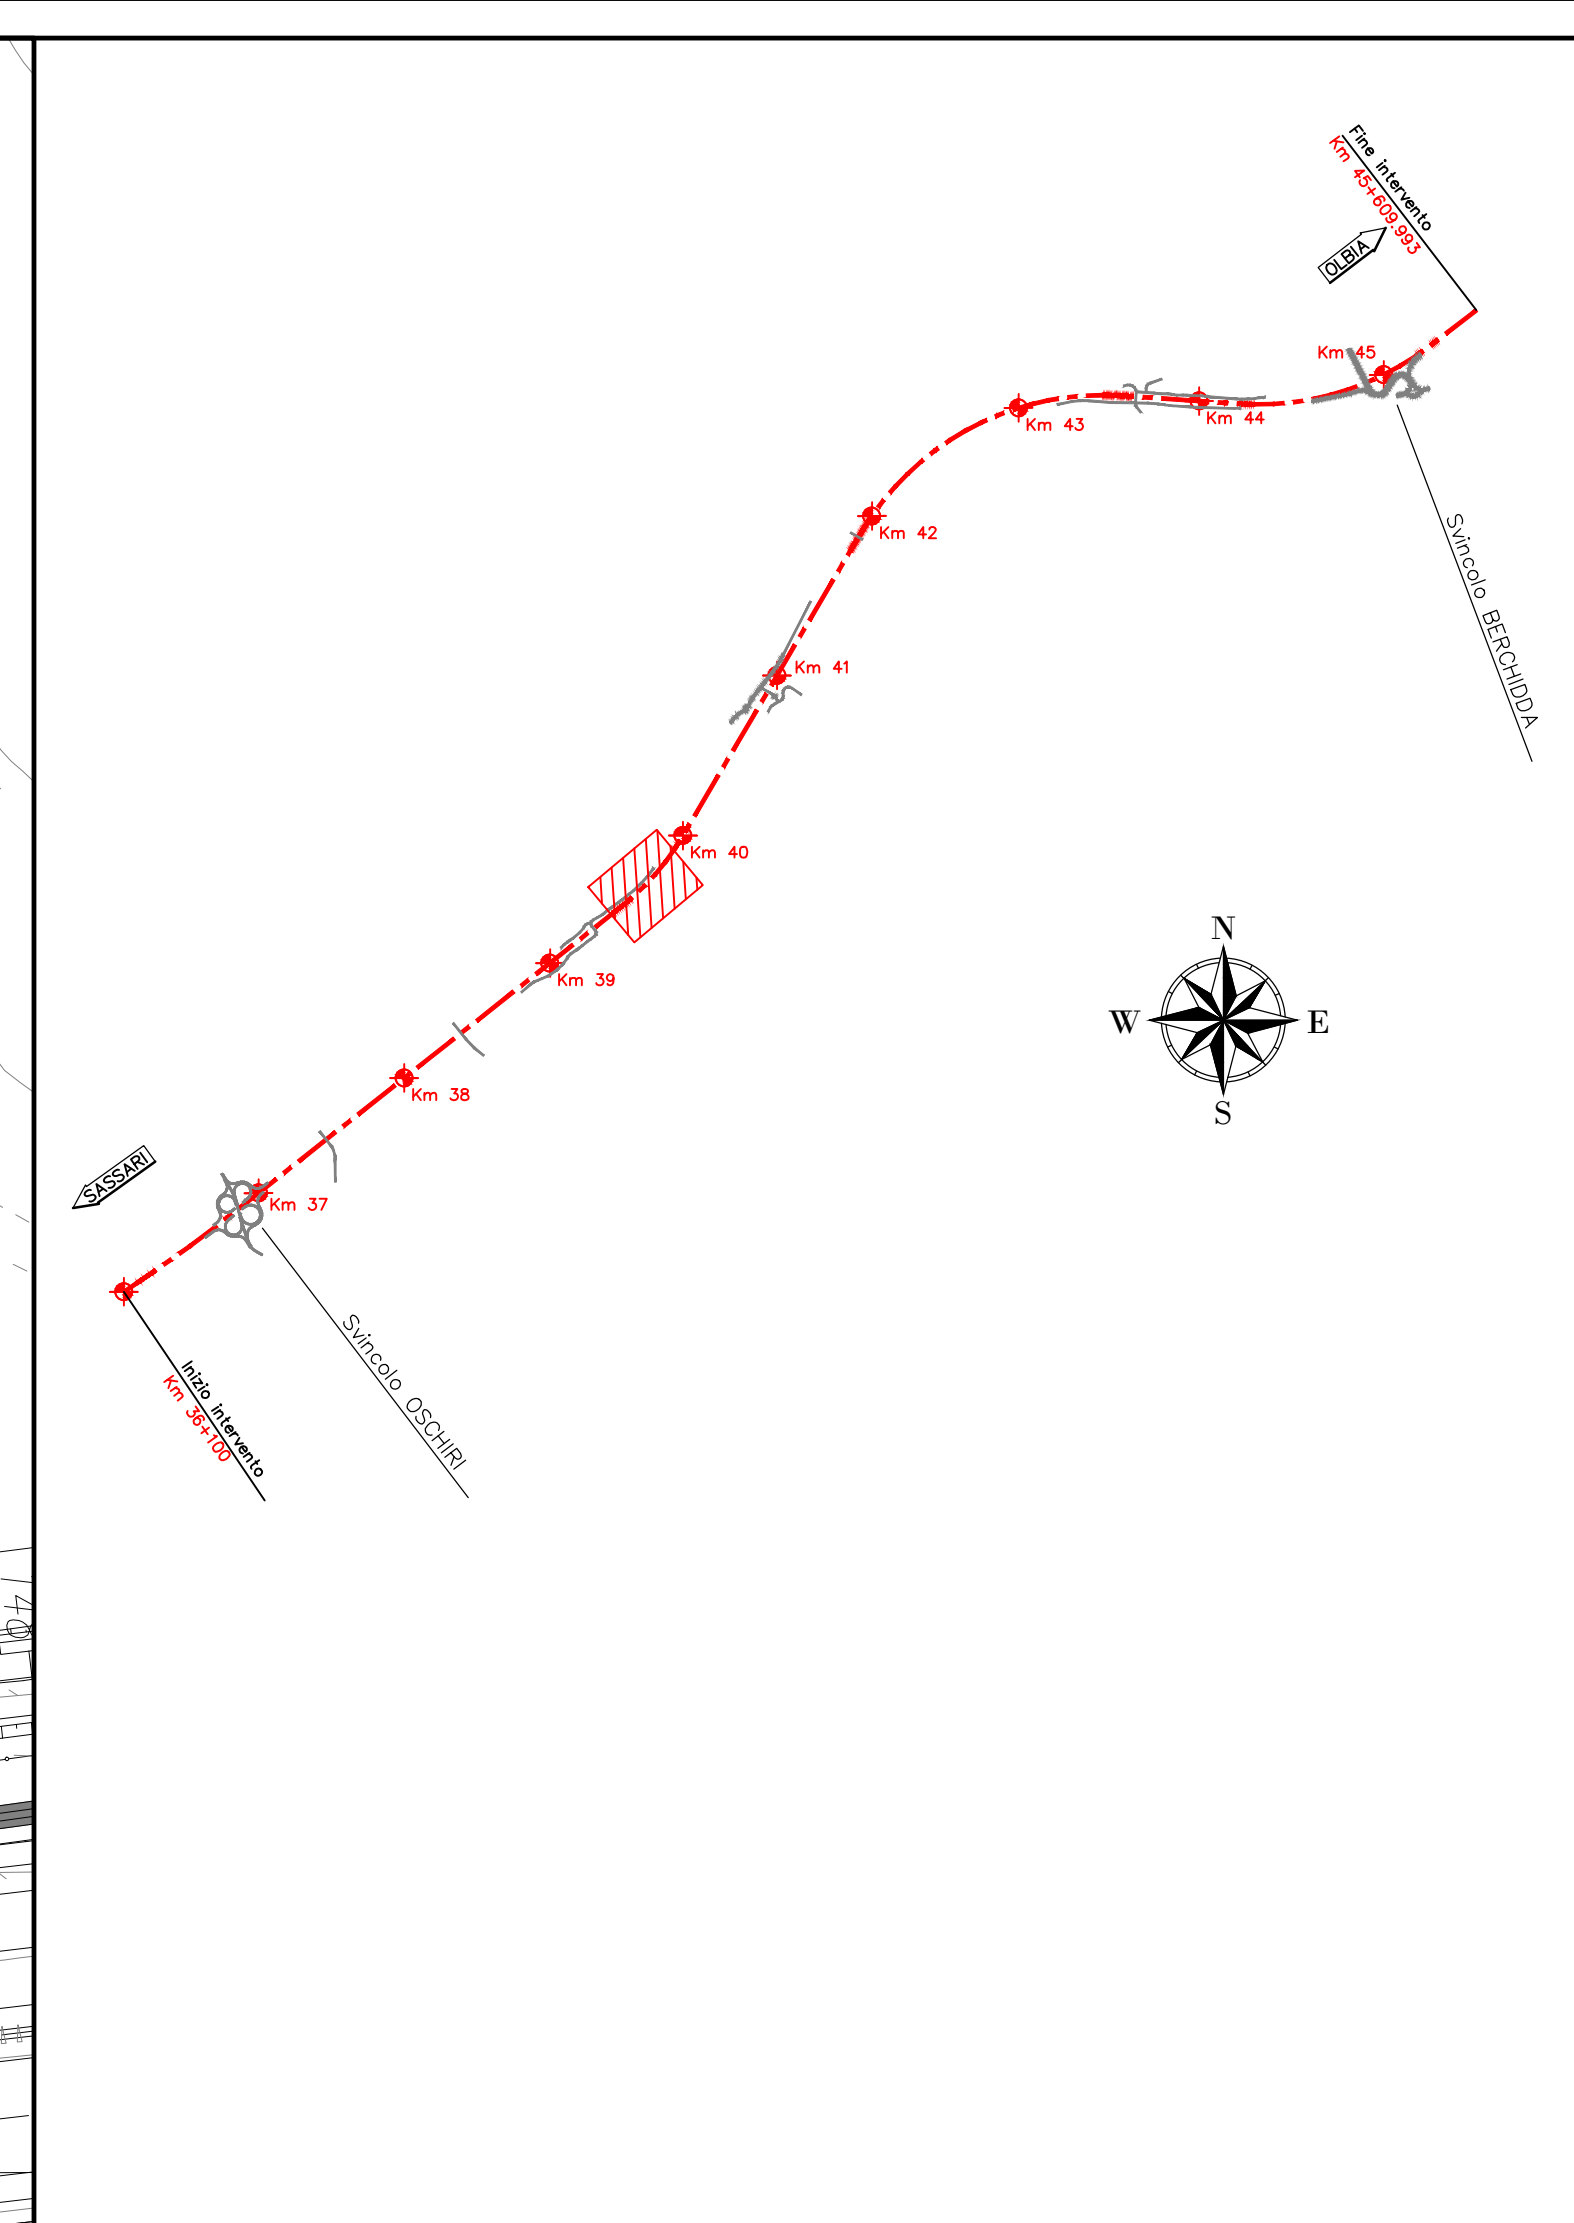 Fine intervento
Km 45+609.993
OLBIA
Km 45
Km 43
Km 44
Km 42
Svincolo BERCHIDDA
Km 41
Km 40
N
W
E
S
Km 39
Km 38
SASSARI
Km 37
Svincolo OSCHIRI
Inizio intervento
Km 36+100
40